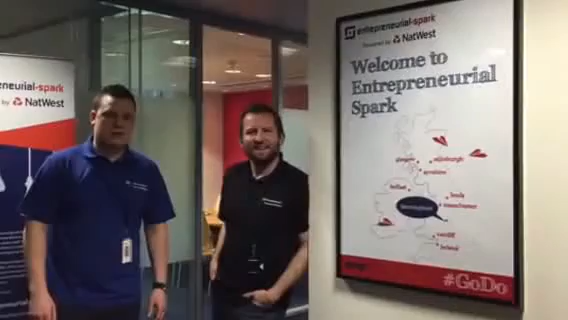 eneurial-spark
by NatWest
entrepreneurial-spark
Powered by NatWest
Welcome to
Entrepreneurial
Spark
glasgow
edinburgh
ayrshire
belfast
leeds
manchester
cardiff
bristol
#GoDo